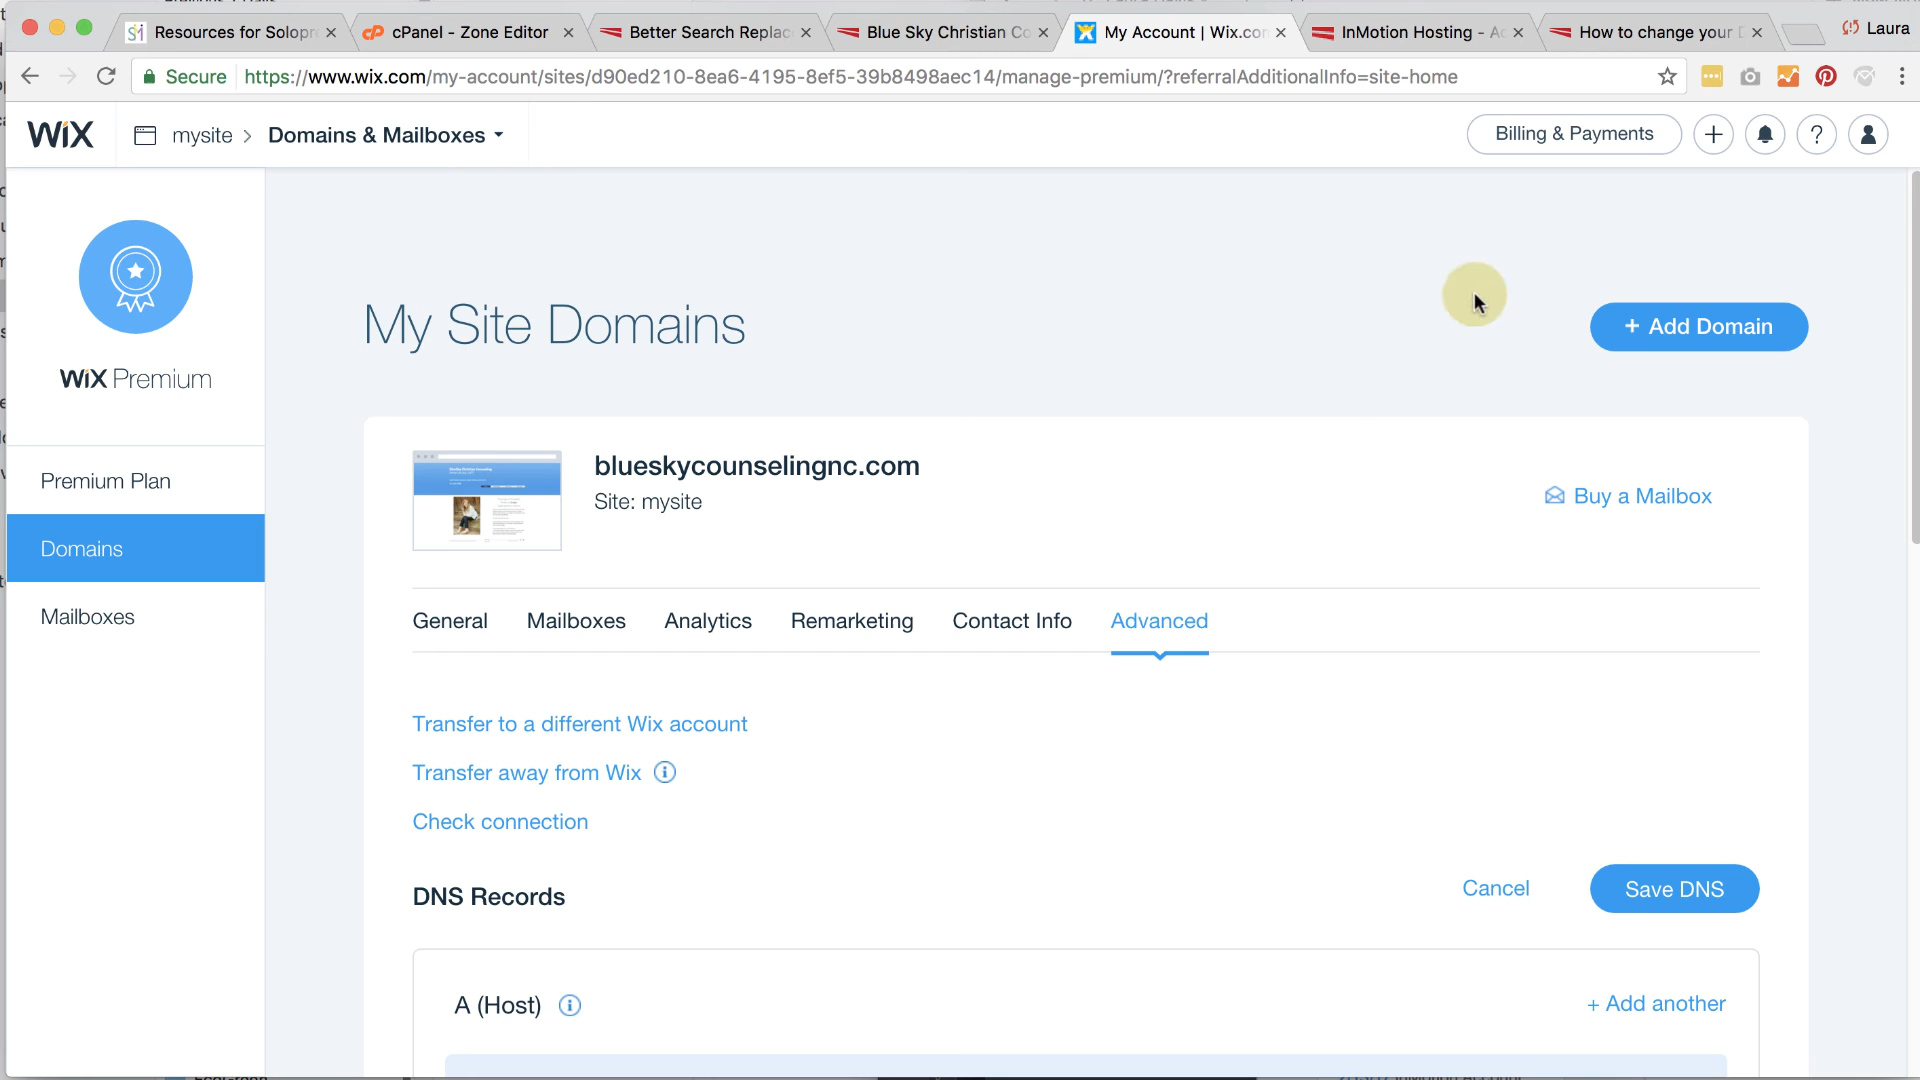 Resources for Solopr
cPanel - Zone Editor
Better Search Replac
Blue Sky Christian Co
My Account | Wix.com
InMotion Hosting - Ac
How to change your D
Laura
Secure
https://www.wix.com/my-account/sites/d90ed210-8ea6-4195-8ef5-39b8498aec14/manage-premium/?referralAdditionalInfo=site-home
WiX
mysite > Domains & Mailboxes
Billing & Payments
WiX Premium
Premium Plan
Domains
Mailboxes
My Site Domains
+ Add Domain
blueskycounselingnc.com
Site: mysite
Buy a Mailbox
General
Mailboxes
Analytics
Remarketing
Contact Info
Advanced
Transfer to a different Wix account
Transfer away from Wix
Check connection
DNS Records
Cancel
Save DNS
A (Host)
+ Add another